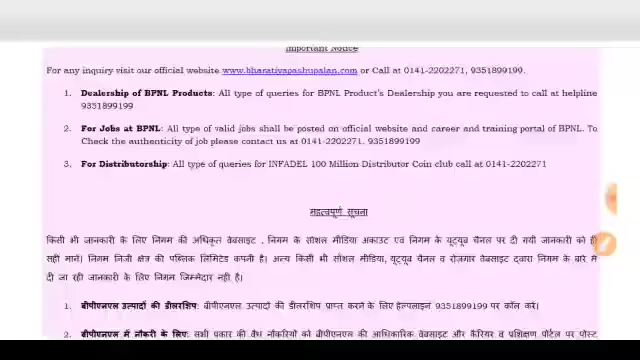 Important Notice
For any inquiry visit our official website www.bharatiyapashupalan.com or Call at 0141-2202271, 9351899199.
1. Dealership of BPNL Products: All type of queries for BPNL Product's Dealership you are requested to call at helpline
9351899199
2. For Jobs at BPNL: All type of valid jobs shall be posted on official website and career and training portal of BPNL. To
Check the authenticity of job please contact us at 0141-2202271. 9351899199
3. For Distributorship: All type of queries for INFADEL 100 Million Distributor Coin club call at 0141-2202271
महत्वपूर्ण सूचना
किसी भी जानकारी के लिए निगम की अधिकृत वेबसाइट , निगम के सोशल मीडिया अकाउट एवं निगम के यूट्यूब चैनल पर दी गयी जानकारी को ही
सही मानें। निगम निजी क्षेत्र की पब्लिक लिमिटेड कंपनी है। अन्य किसी भी सोशल मीडिया, यूट्यूब चैनल व रोजगार वेबसाइट द्वारा निगम के बारे मे
दी जा रही जानकारी के लिए निगम जिम्मेदार नही है।
1. बीपीएनएल उत्पादों की डीलरशिप: बीपीएनएल उत्पादों की डीलरशिप प्राप्त करने के लिए हेल्पलाइन 9351899199 पर कॉल करे।
2. बीपीएनएल में नौकरी के लिए: सभी प्रकार की वैध नौकरियों को बीपीएनएल की आधिकारिक वेबसाइट और कैरियर व प्रशिक्षण पोर्टल पर पोस्ट